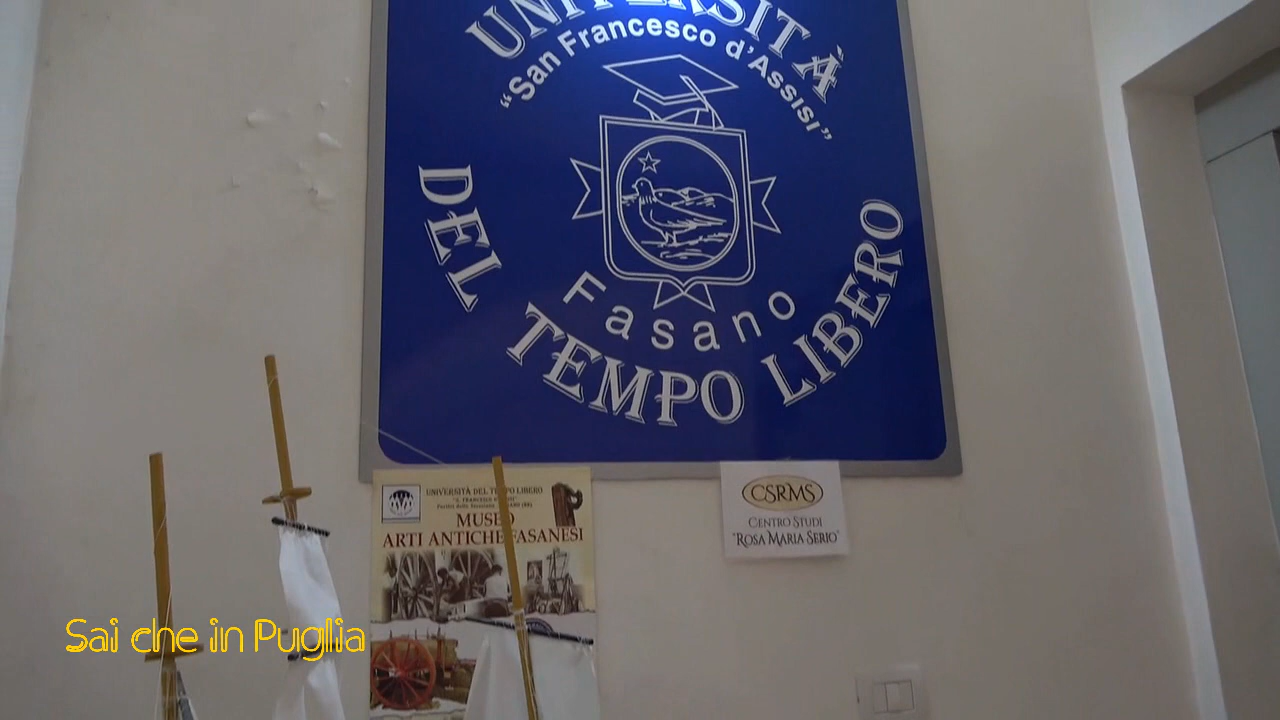 UNIVERSITÀ
“San Francesco d’Assisi”
Fasano
DEL TEMPO LIBERO
UNIVERSITÀ DEL TEMPO LIBERO
MUSEO
ARTI ANTICHE FASANESI
CSRMS
CENTRO STUDI
"ROSA MARIA SERIO"
Sai che in Puglia